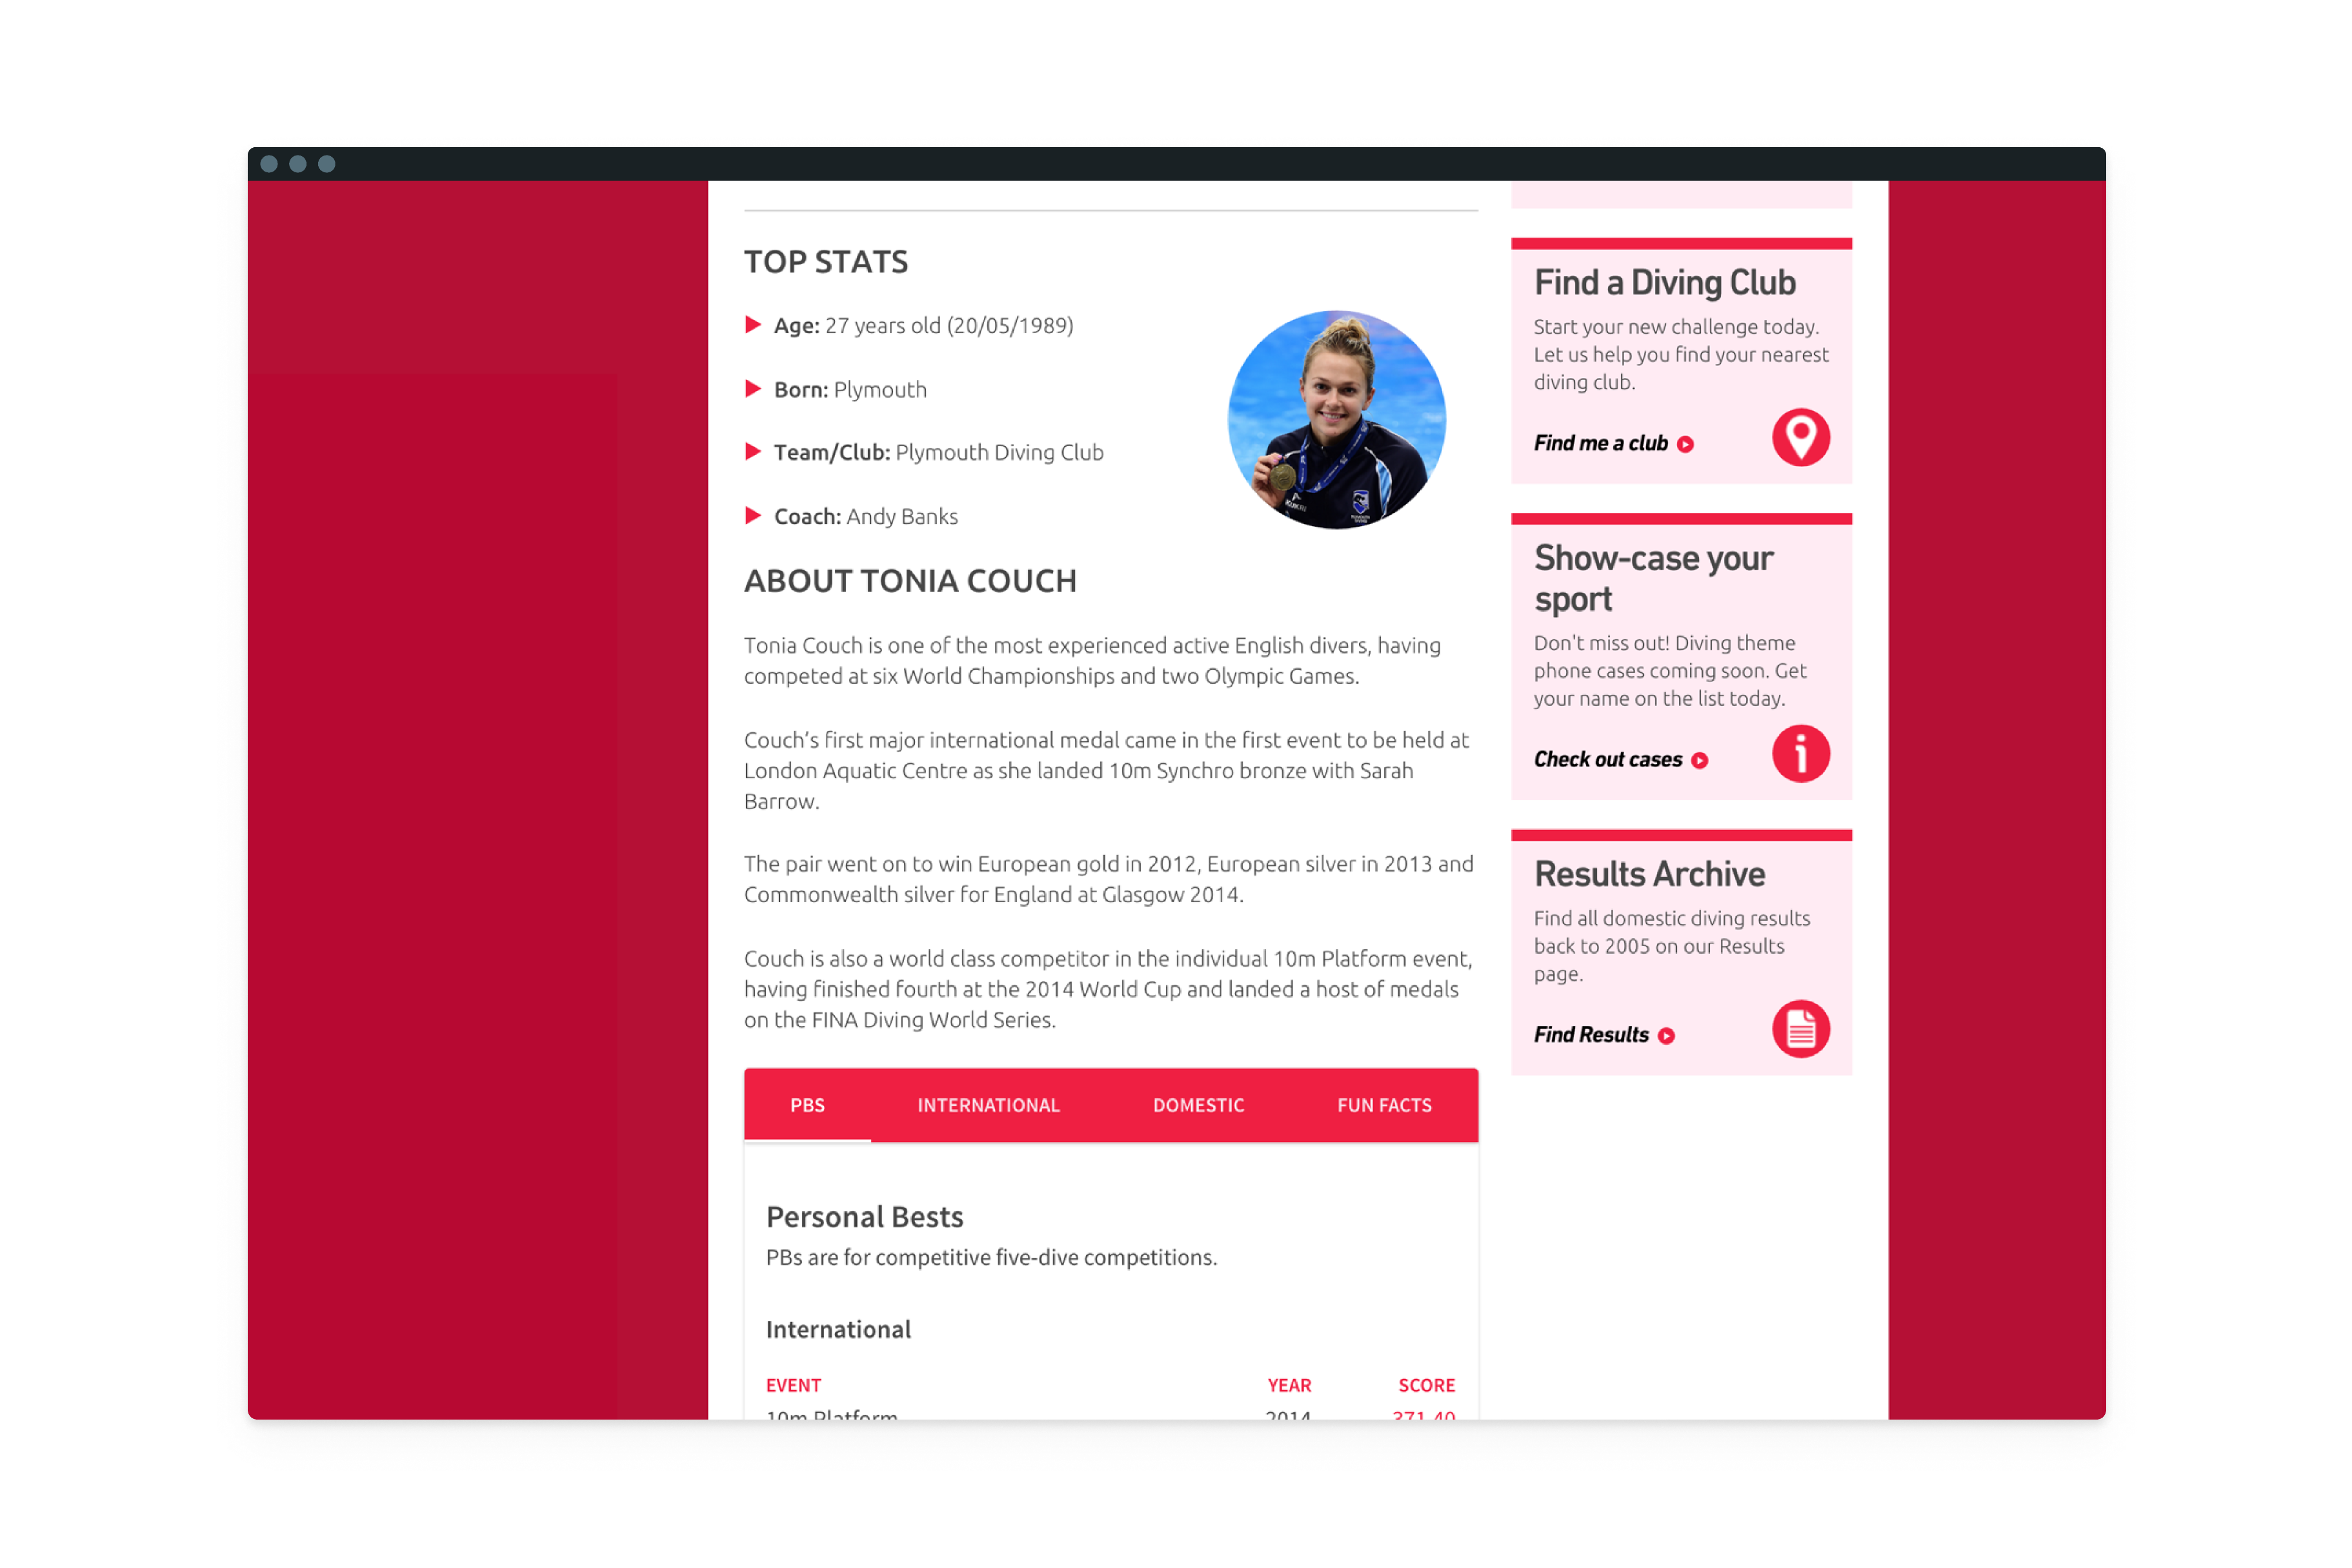 TOP STATS
Age: 27 years old (20/05/1989)
Born: Plymouth
Team/Club: Plymouth Diving Club
Coach: Andy Banks
ABOUT TONIA COUCH
Tonia Couch is one of the most experienced active English divers, having
competed at six World Championships and two Olympic Games.
Couch’s first major international medal came in the first event to be held at
London Aquatic Centre as she landed 10m Synchro bronze with Sarah
Barrow.
The pair went on to win European gold in 2012, European silver in 2013 and
Commonwealth silver for England at Glasgow 2014.
Couch is also a world class competitor in the individual 10m Platform event,
having finished fourth at the 2014 World Cup and landed a host of medals
on the FINA Diving World Series.
PBS INTERNATIONAL DOMESTIC FUN FACTS
Personal Bests
PBs are for competitive five-dive competitions.
International
EVENT YEAR SCORE
10m Platform 2014 371.40
Find a Diving Club
Start your new challenge today.
Let us help you find your nearest
diving club.
Find me a club
Show-case your
sport
Don't miss out! Diving theme
phone cases coming soon. Get
your name on the list today.
Check out cases
Results Archive
Find all domestic diving results
back to 2005 on our Results
page.
Find Results